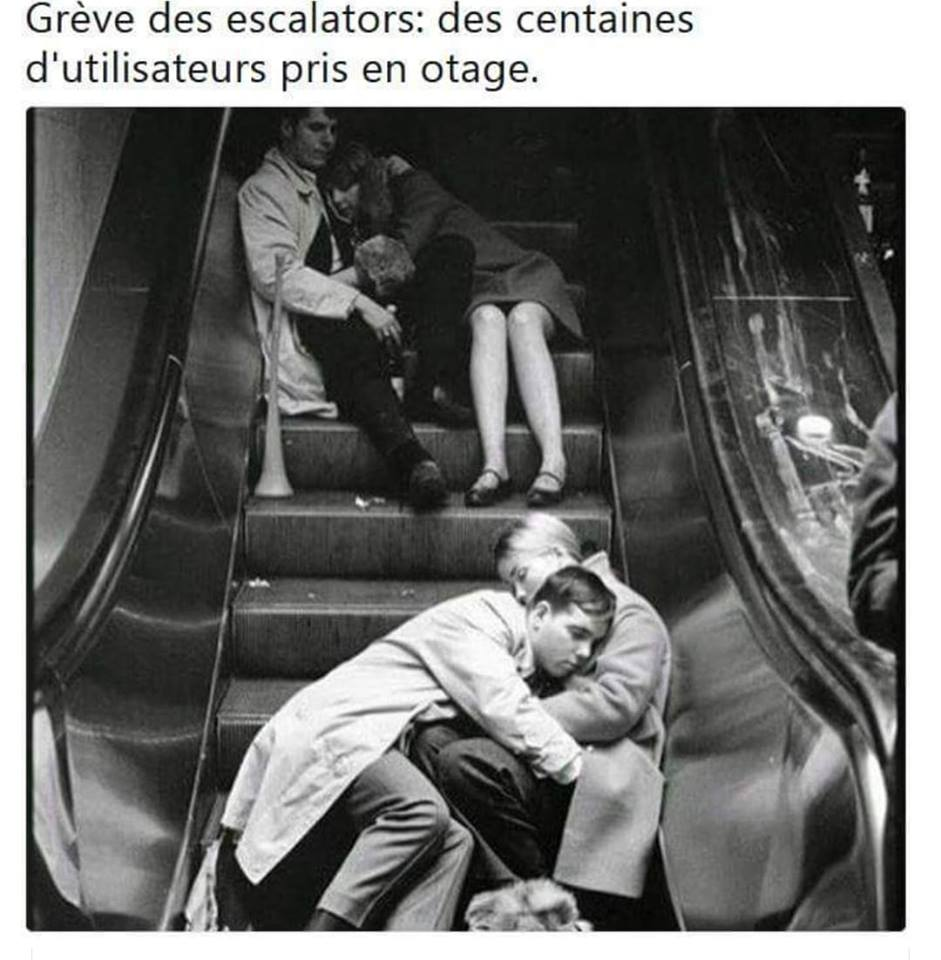 Grève des escalators: des centaines
d'utilisateurs pris en otage.